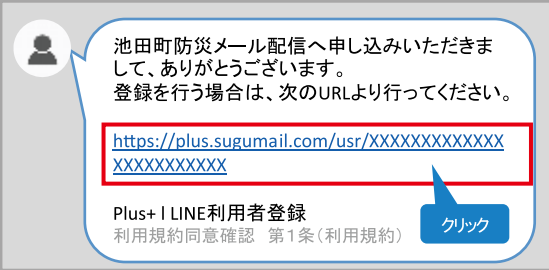 池田町防災メール配信へ申し込みいただきま
して、ありがとうございます。
登録を行う場合は、次のURLより行ってください。
https://plus.sugumail.com/usr/XXXXXXXXXXXXX
XXXXXXXXXXX
Plus+ l LINE利用者登録
利用規約同意確認　第１条（利用規約）
クリック